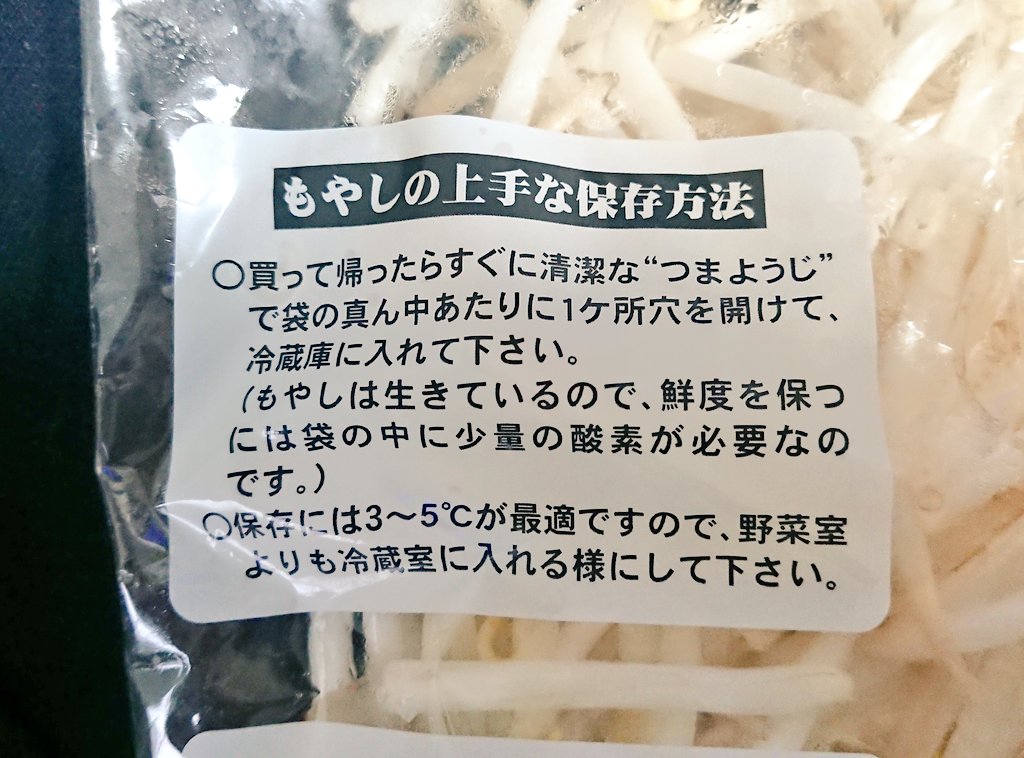 もやしの上手な保存方法
○買って帰ったらすぐに清潔な“つまようじ”
で袋の真ん中あたりに1ケ所穴を開けて、
冷蔵庫に入れて下さい。
(もやしは生きているので、鮮度を保つ
には袋の中に少量の酸素が必要なの
です。)
○保存には3〜5℃が最適ですので、野菜室
よりも冷蔵室に入れる様にして下さい。